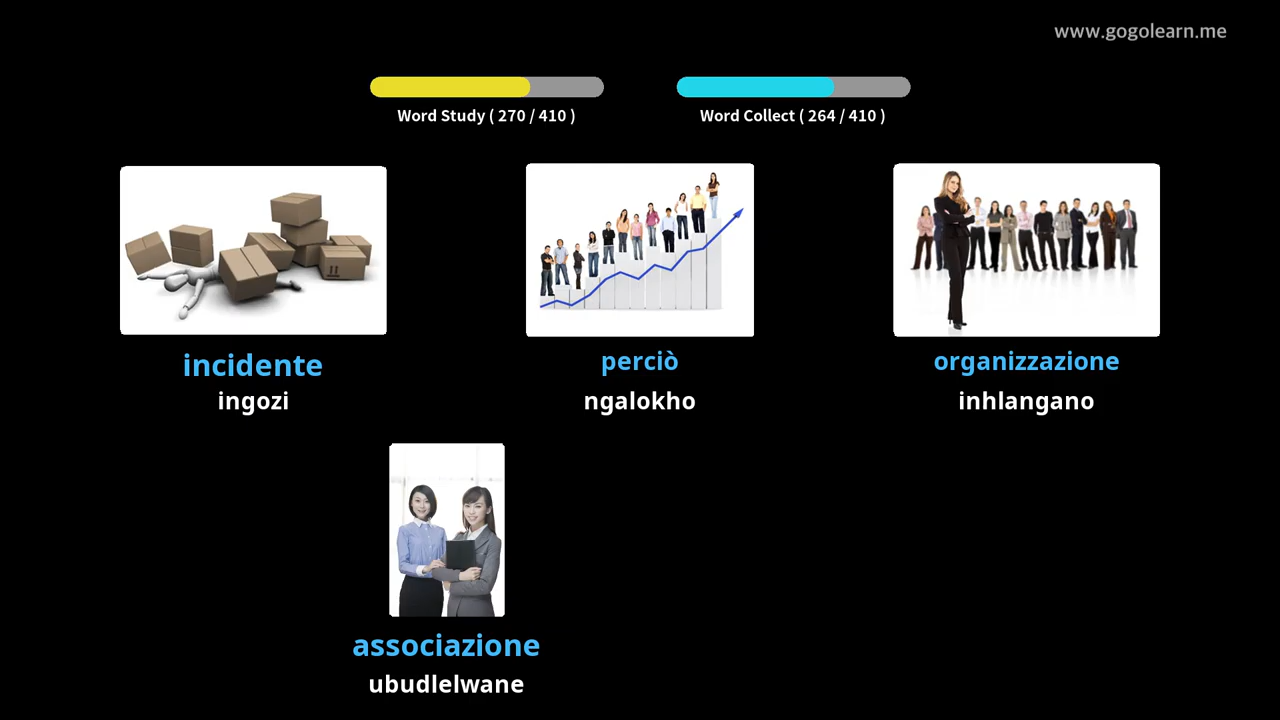 www.gogolearn.me
Word Study ( 270 / 410 )
Word Collect ( 264 / 410 )
incidente
ingozi
perciò
ngalokho
organizzazione
inhlangano
associazione
ubudlelwane